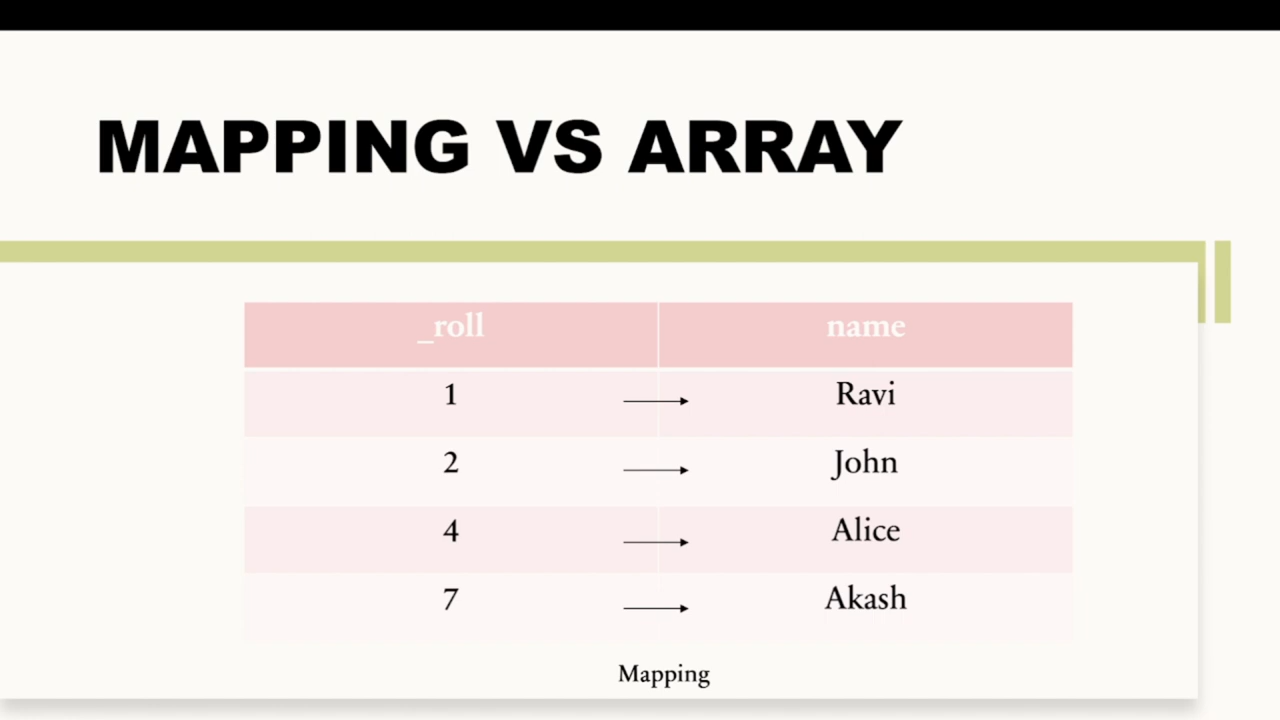 MAPPING VS ARRAY
_roll name
1 Ravi
2 John
4 Alice
7 Akash
Mapping